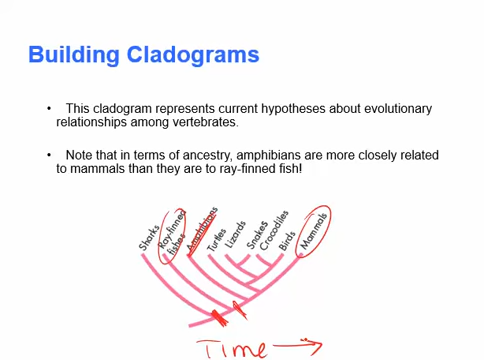 Building Cladograms
• This cladogram represents current hypotheses about evolutionary
relationships among vertebrates.
• Note that in terms of ancestry, amphibians are more closely related
to mammals than they are to ray-finned fish!
Sharks
Ray-finned
fishes
Amphibians
Turtles
Lizards
Snakes
Crocodiles
Birds
Mammals
Time